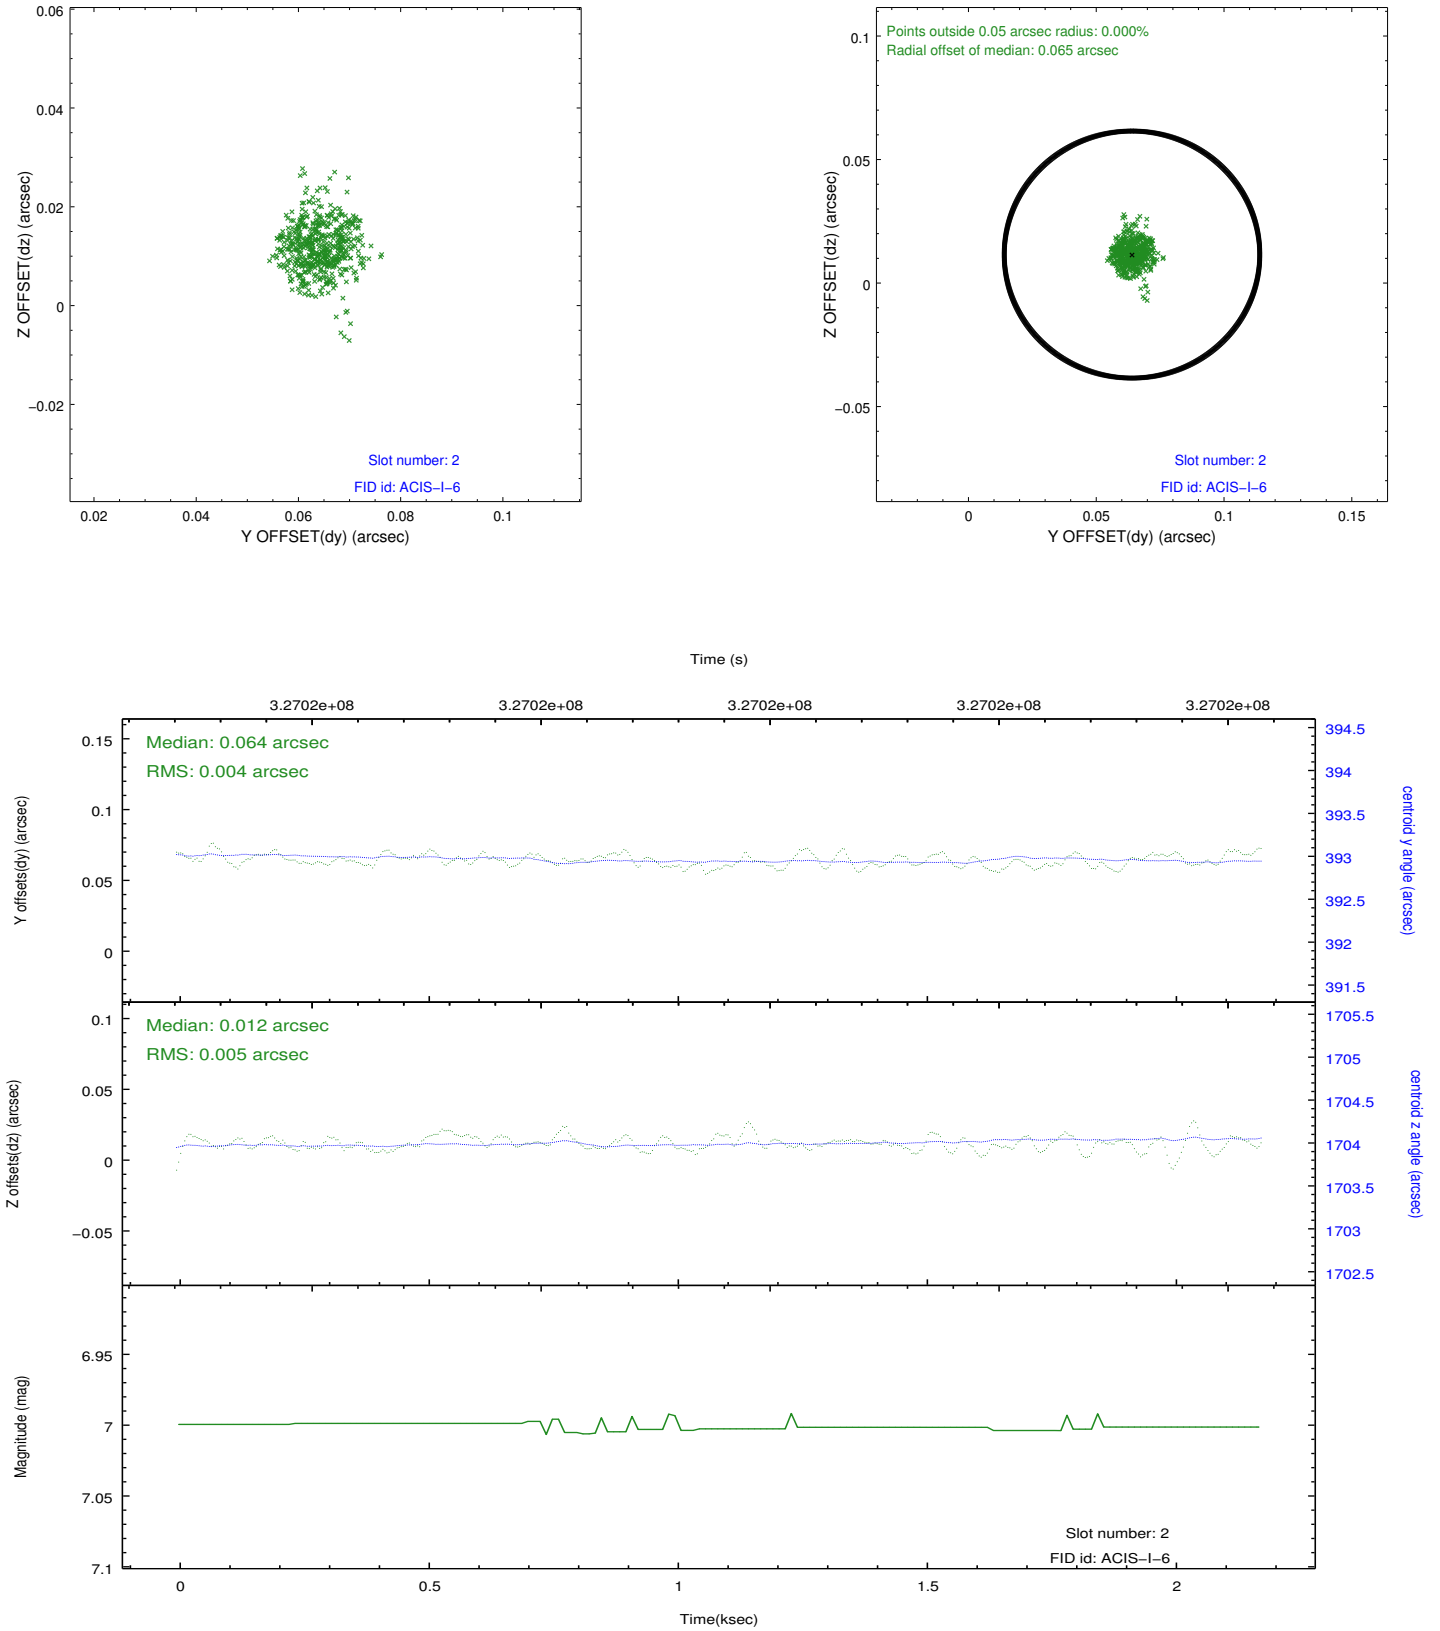 0.06
0.04
0.02
0
−0.02
Z OFFSET(dz) (arcsec)
Slot number: 2
FID id: ACIS−I−6
0.02 0.04 0.06 0.08 0.1
Y OFFSET(dy) (arcsec)
Points outside 0.05 arcsec radius: 0.000%
Radial offset of median: 0.065 arcsec
0.1
0.05
0
−0.05
Z OFFSET(dz) (arcsec)
Slot number: 2
FID id: ACIS−I−6
0 0.05 0.1 0.15
Y OFFSET(dy) (arcsec)
Time (s)
3.2702e+08 3.2702e+08 3.2702e+08 3.2702e+08 3.2702e+08
Median: 0.064 arcsec
RMS: 0.004 arcsec
0.15
0.1
0.05
0
Y offsets(dy) (arcsec)
394.5
394
393.5
393
392.5
392
391.5
centroid y angle (arcsec)
Median: 0.012 arcsec
RMS: 0.005 arcsec
0.1
0.05
0
−0.05
Z offsets(dz) (arcsec)
1705.5
1705
1704.5
1704
1703.5
1703
1702.5
centroid z angle (arcsec)
6.95
7
7.05
7.1
Magnitude (mag)
Slot number: 2
FID id: ACIS−I−6
0 0.5 1 1.5 2
Time(ksec)